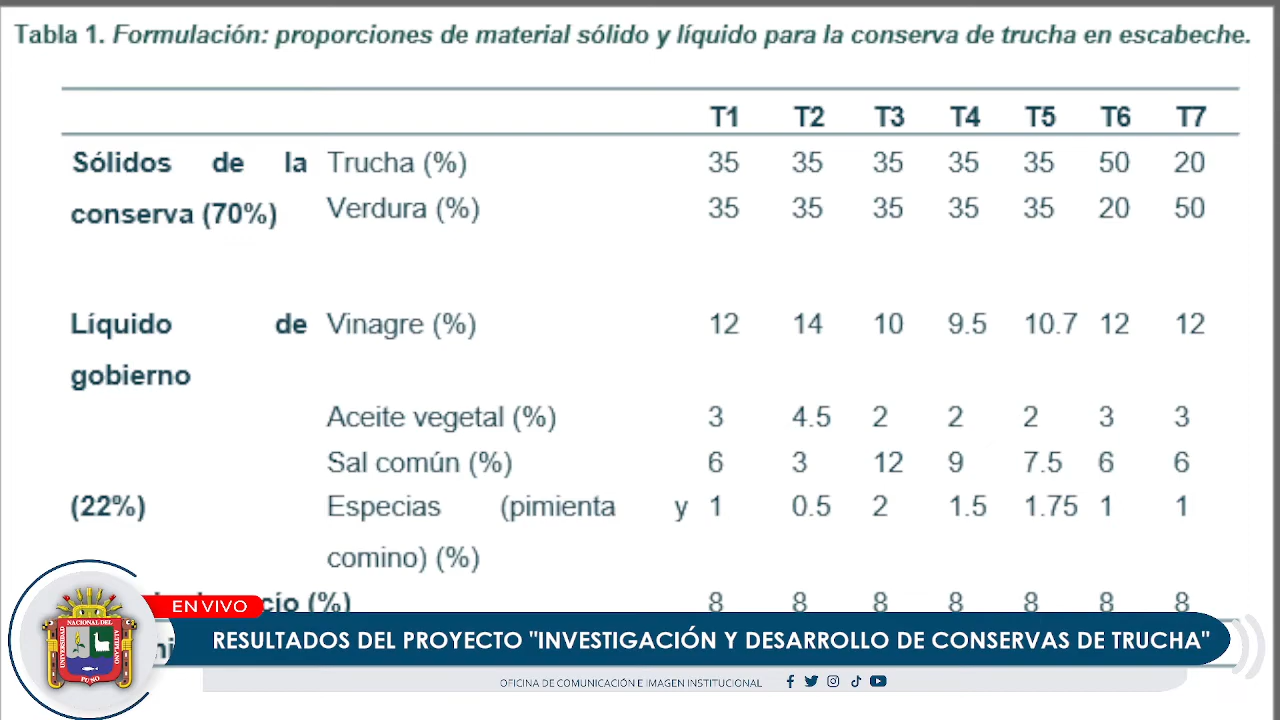 Tabla 1. Formulación: proporciones de material sólido y líquido para la conserva de trucha en escabeche.
T1 T2 T3 T4 T5 T6 T7
Sólidos de la Trucha (%) 35 35 35 35 35 50 20
conserva (70%) Verdura (%) 35 35 35 35 35 20 50
Líquido de Vinagre (%) 12 14 10 9.5 10.7 12 12
gobierno
Aceite vegetal (%) 3 4.5 2 2 2 3 3
Sal común (%) 6 3 12 9 7.5 6 6
(22%) Especias (pimienta y 1 0.5 2 1.5 1.75 1 1
comino) (%)
(%) 8 8 8 8 8 8 8
EN VIVO
RESULTADOS DEL PROYECTO "INVESTIGACIÓN Y DESARROLLO DE CONSERVAS DE TRUCHA"
OFICINA DE COMUNICACIÓN E IMAGEN INSTITUCIONAL
UNIVERSIDAD NACIONAL DEL ALTIPLANO
PUNO